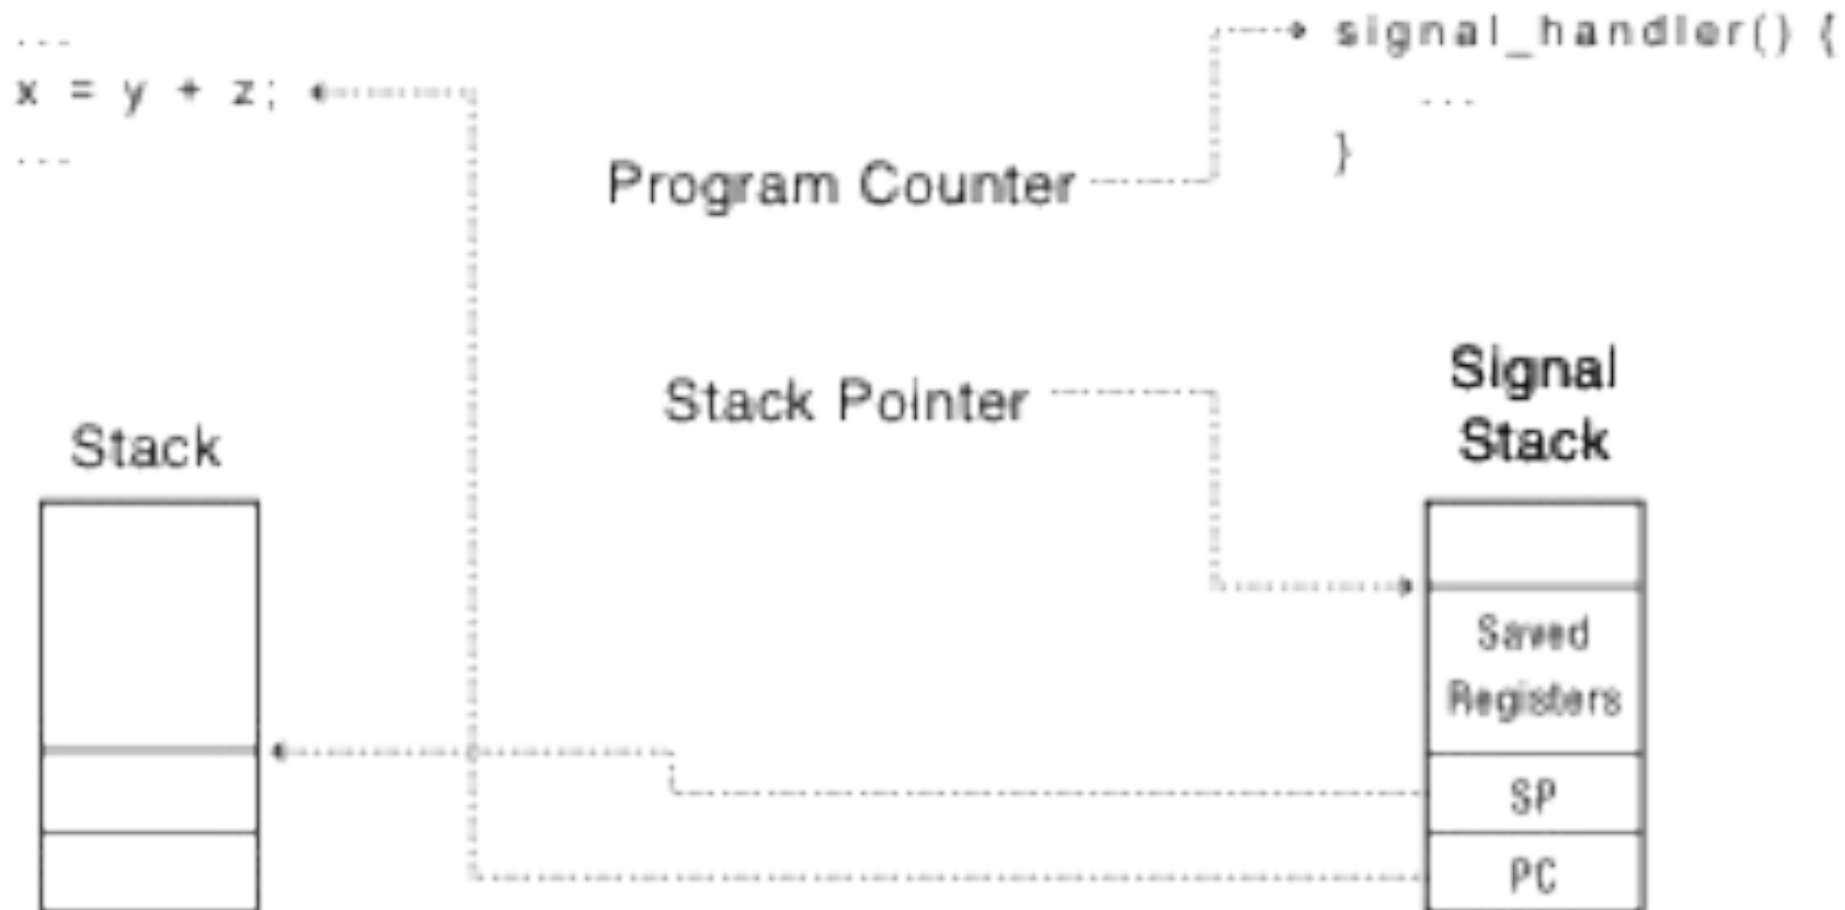 ...
x = y + z;
...
signal_handler() {
...
}
Program Counter
Stack Pointer
Stack
Signal
Stack
Saved
Registers
SP
PC